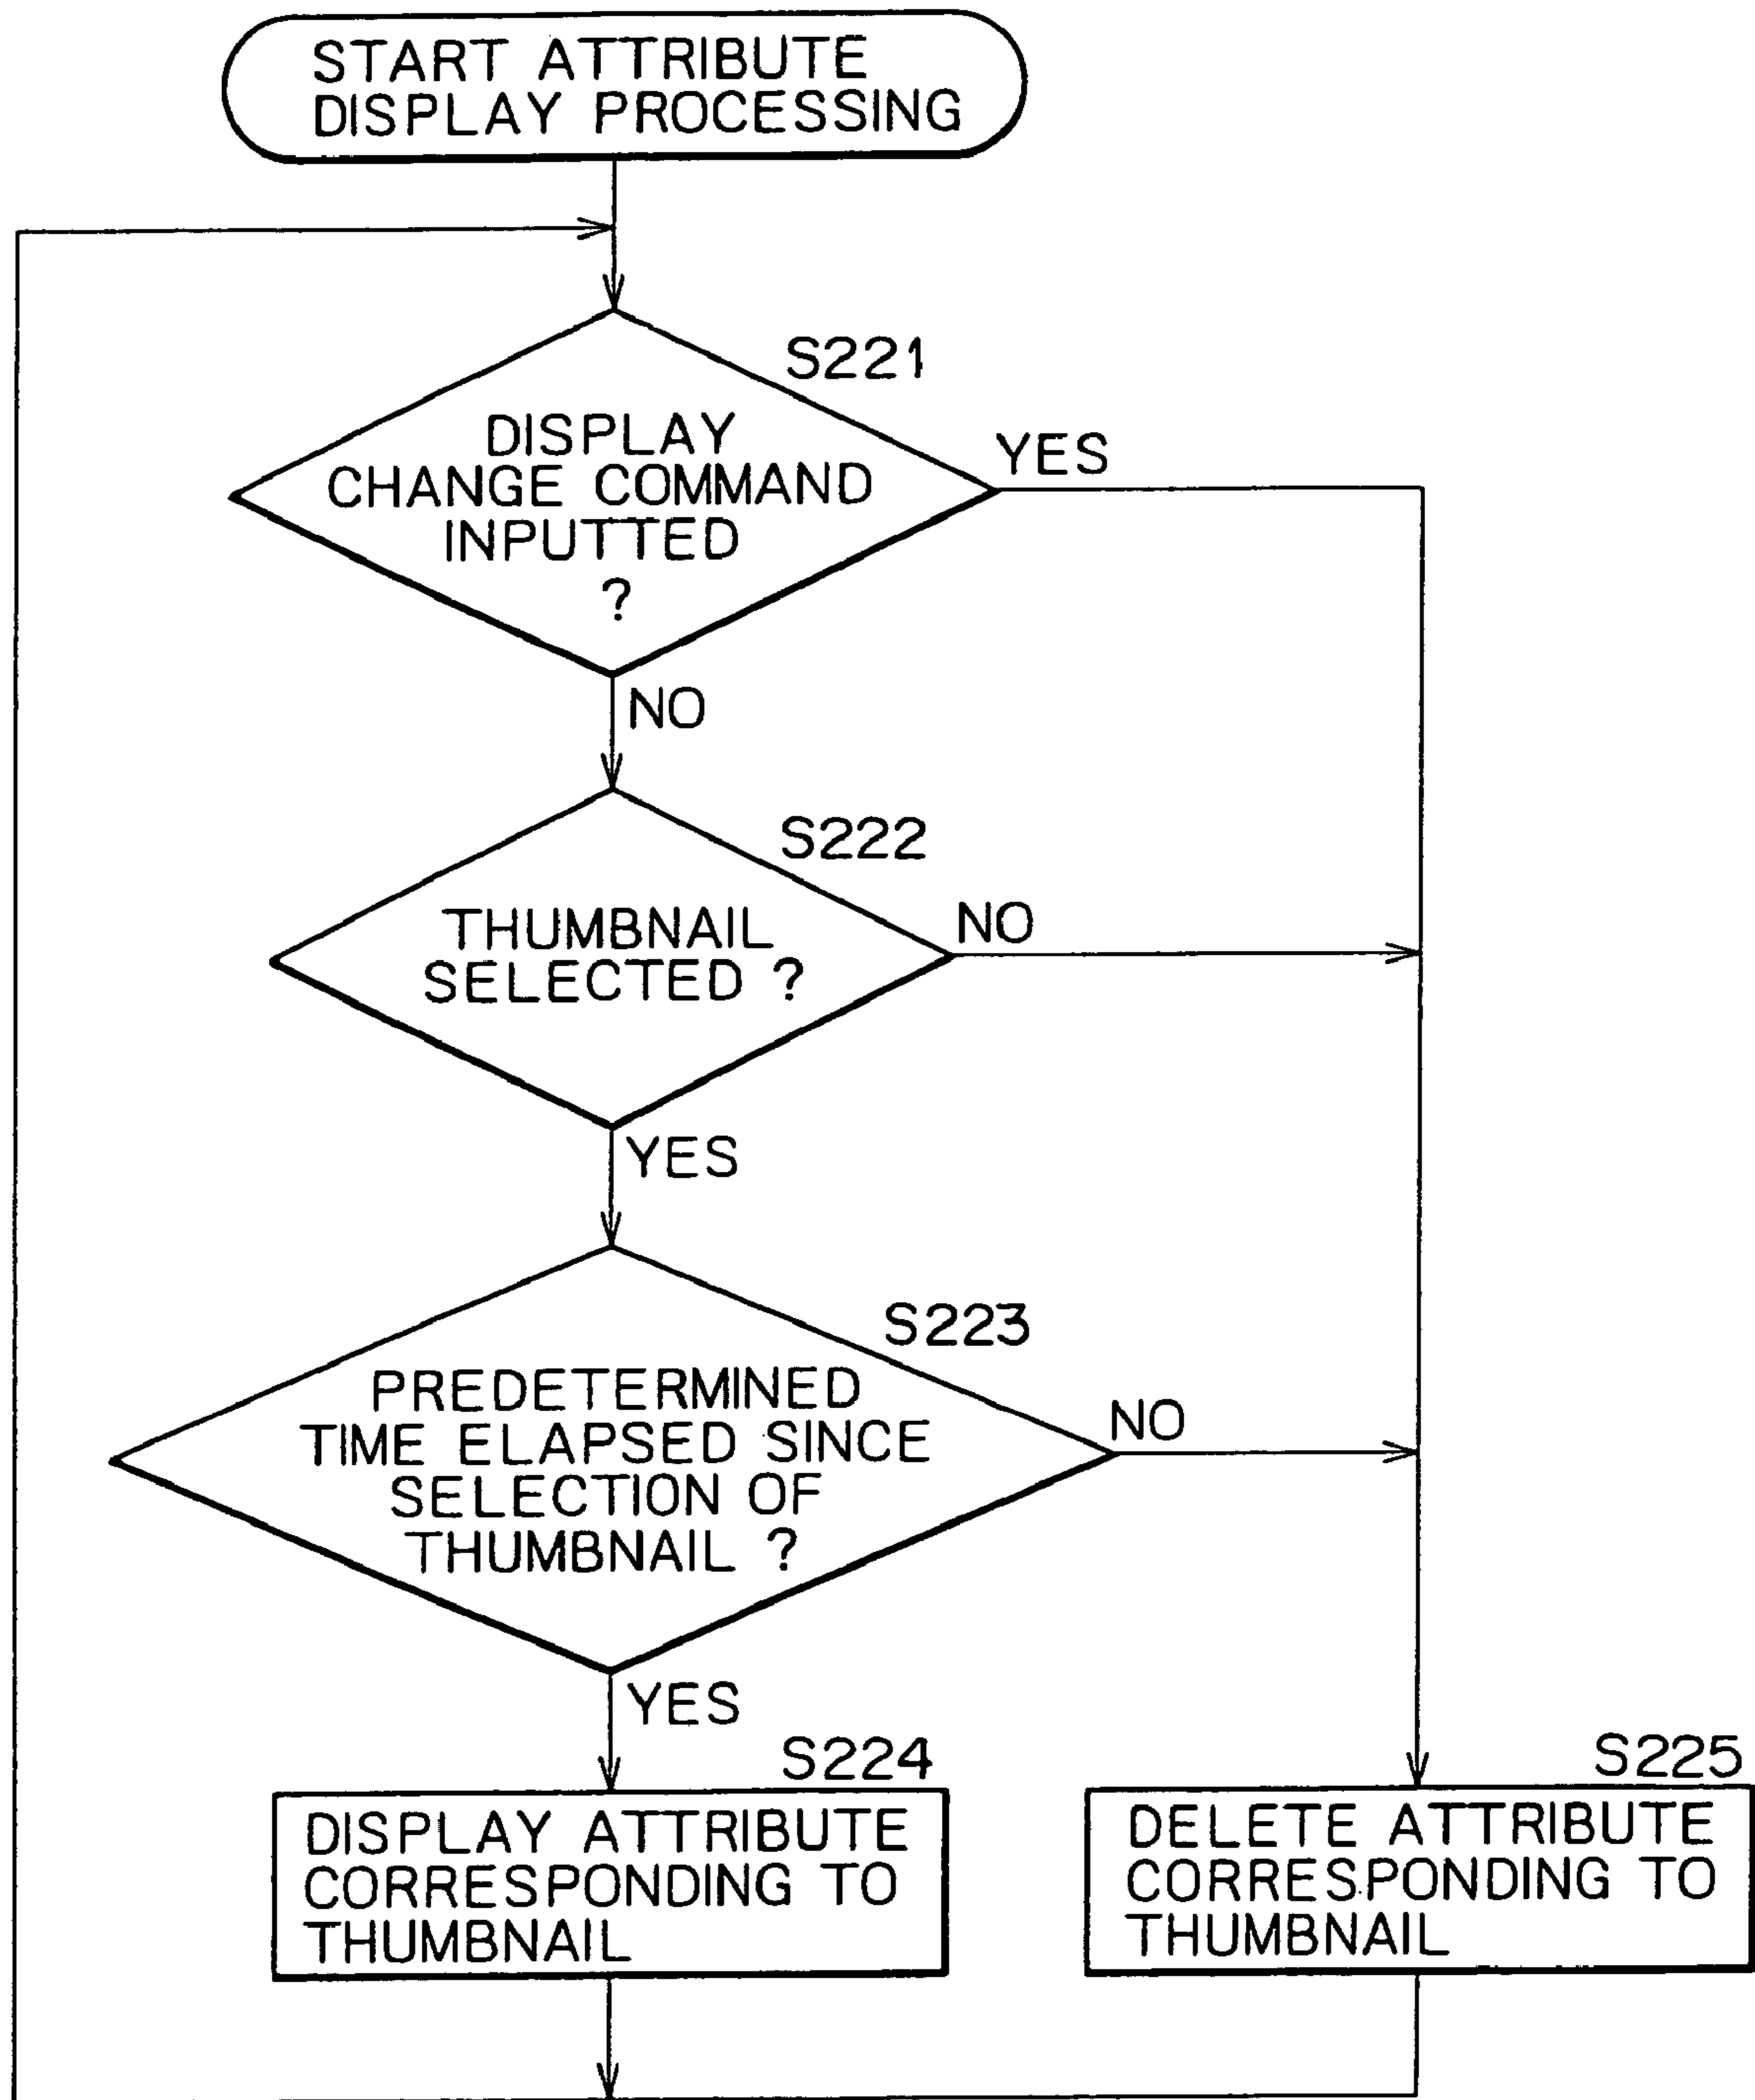 START ATTRIBUTE
DISPLAY PROCESSING
S221
DISPLAY
CHANGE COMMAND
INPUTTED
?
YES
NO
S222
THUMBNAIL
SELECTED ?
NO
YES
S223
PREDETERMINED
TIME ELAPSED SINCE
SELECTION OF
THUMBNAIL ?
NO
YES
S224
DISPLAY ATTRIBUTE
CORRESPONDING TO
THUMBNAIL
S225
DELETE ATTRIBUTE
CORRESPONDING TO
THUMBNAIL